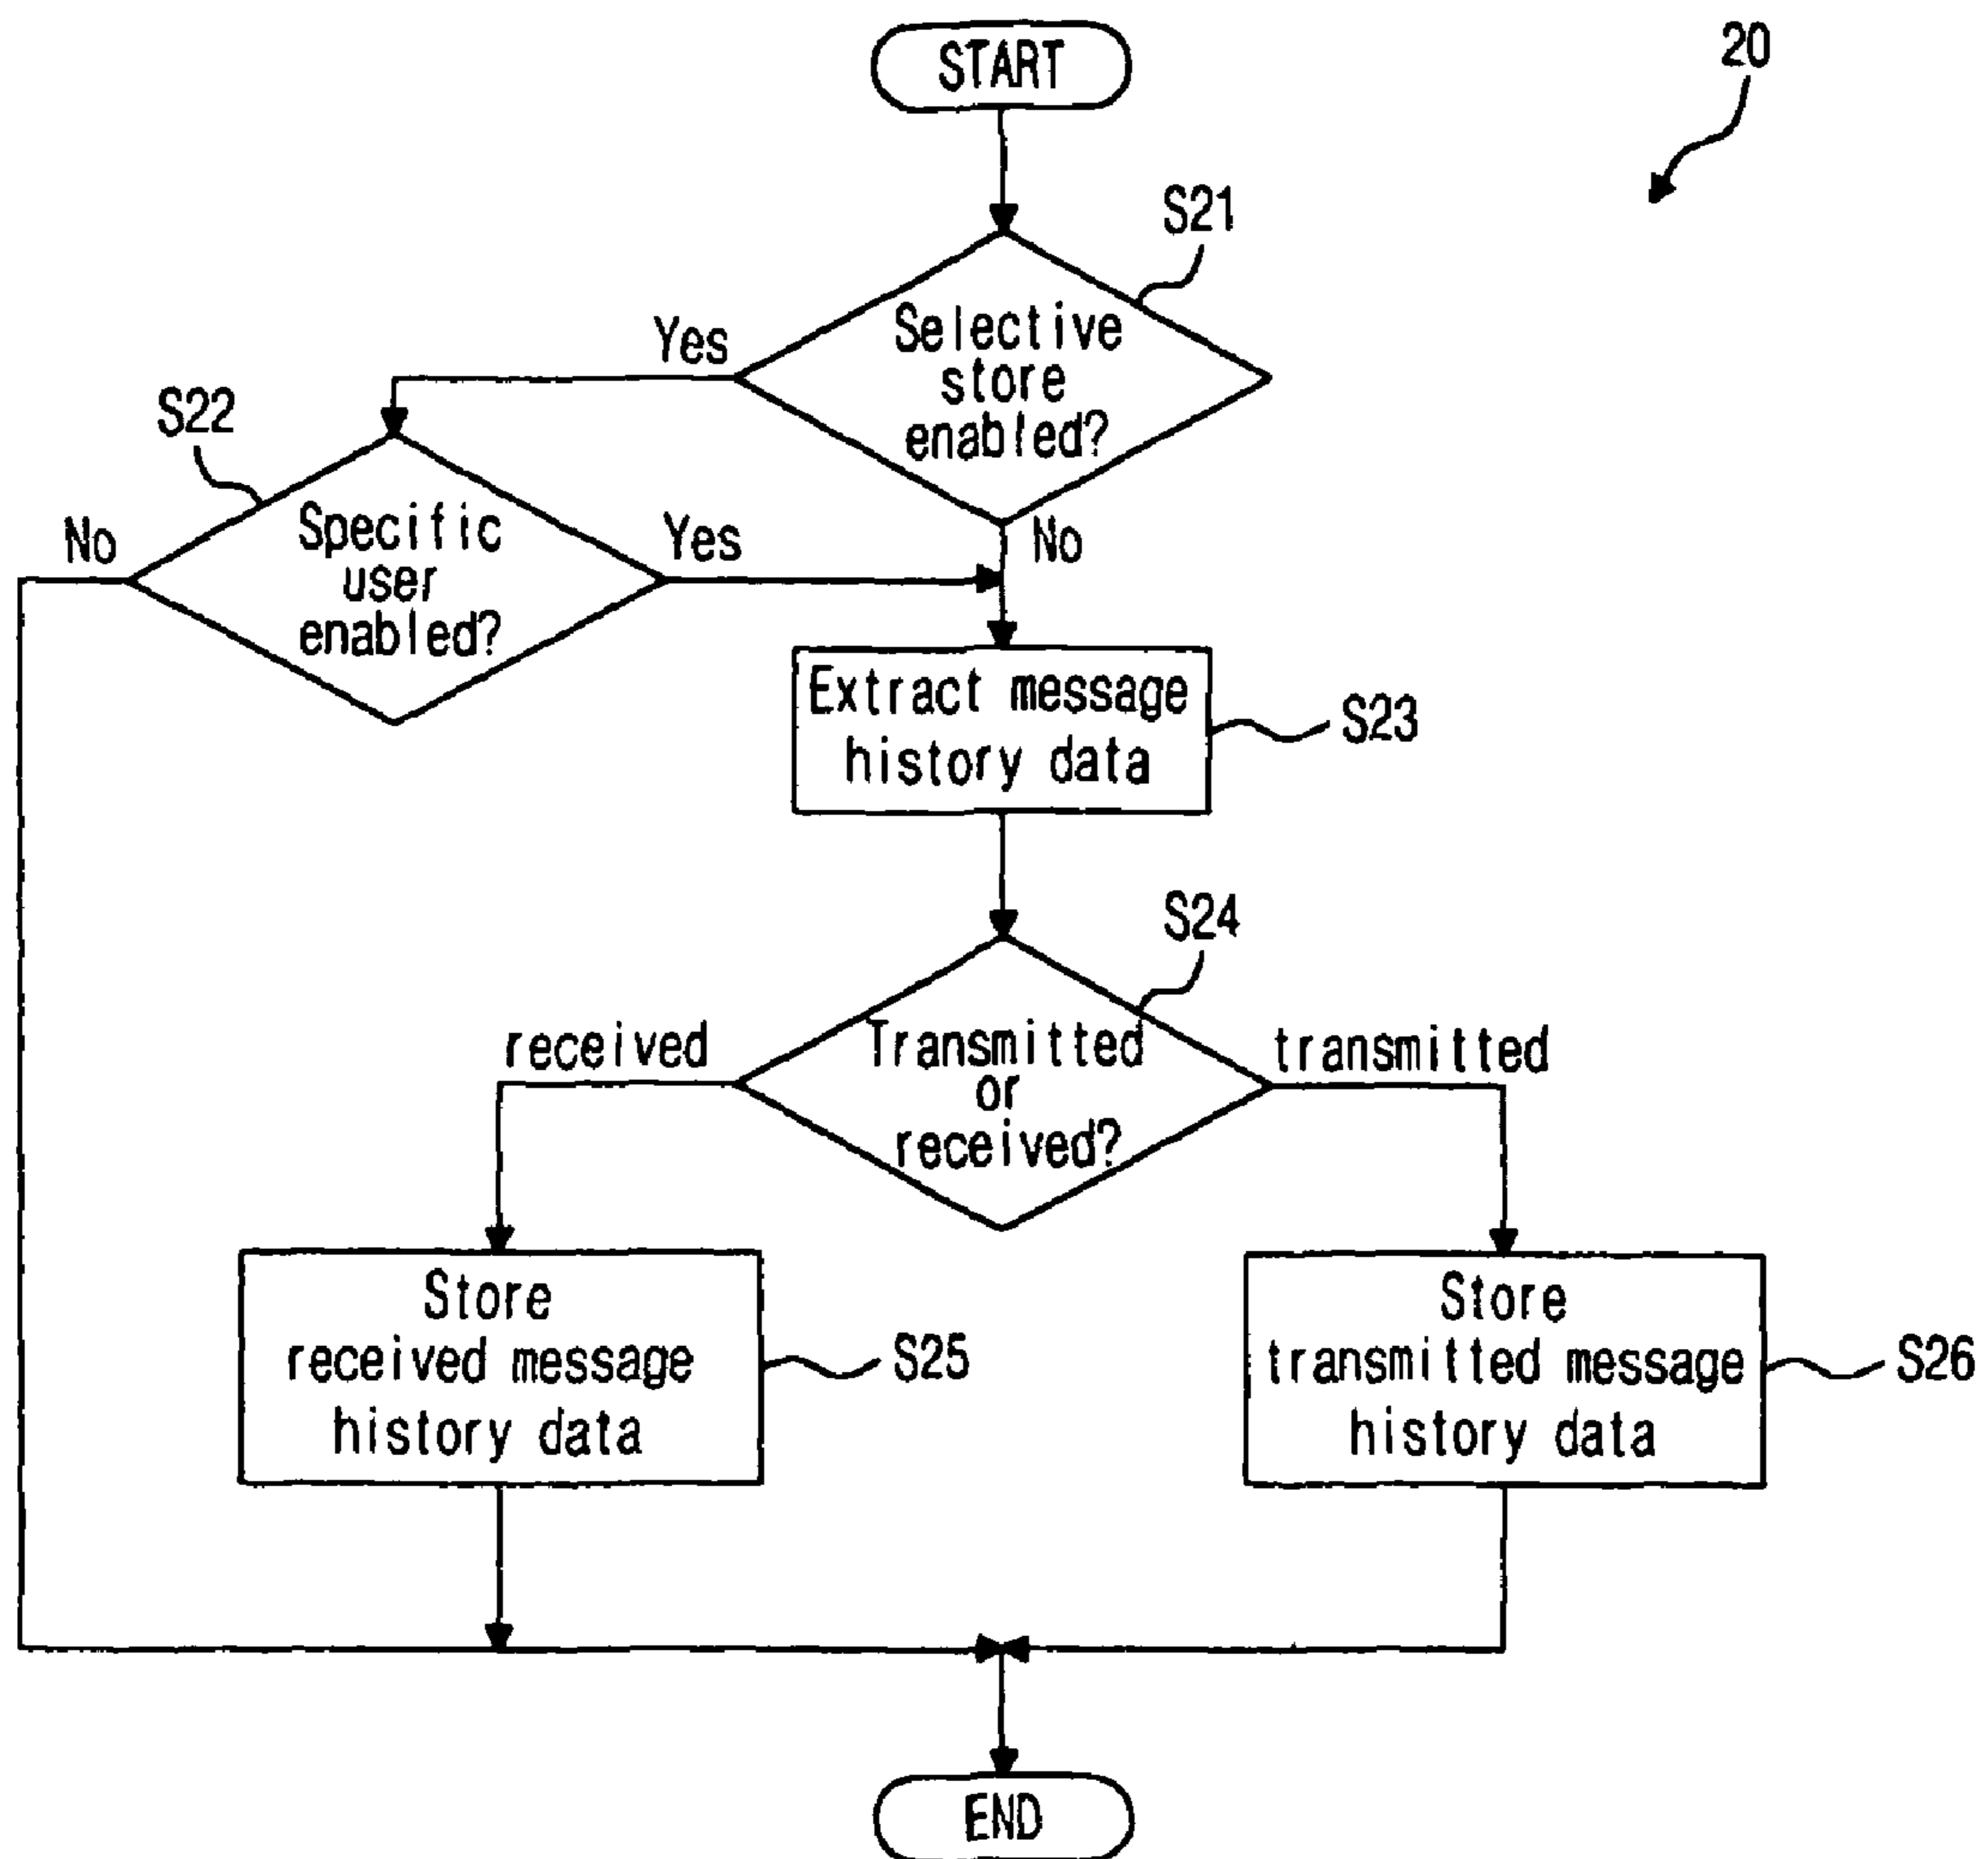 START
20
S21
Selective
store
enabled?
Yes
No
S22
Specific
user
enabled?
No
Yes
Extract message
history data
S23
S24
Transmitted
or
received?
received
transmitted
Store
received message
history data
S25
Store
transmitted message
history data
S26
END